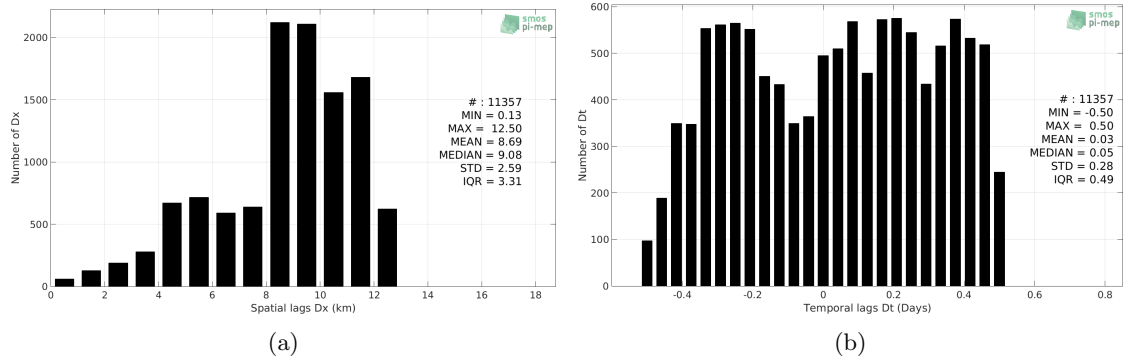 smos
pi-mep
2000
1500
1000
500
0
Number of Dx
# : 11357
MIN = 0.13
MAX = 12.50
MEAN = 8.69
MEDIAN = 9.08
STD = 2.59
IQR = 3.31
0 2 4 6 8 10 12 14 16 18
Spatial lags Dx (km)
(a)
smos
pi-mep
600
500
400
300
200
100
0
Number of Dt
# : 11357
MIN = -0.50
MAX = 0.50
MEAN = 0.03
MEDIAN = 0.05
STD = 0.28
IQR = 0.49
-0.4 -0.2 0 0.2 0.4 0.6 0.8
Temporal lags Dt (Days)
(b)